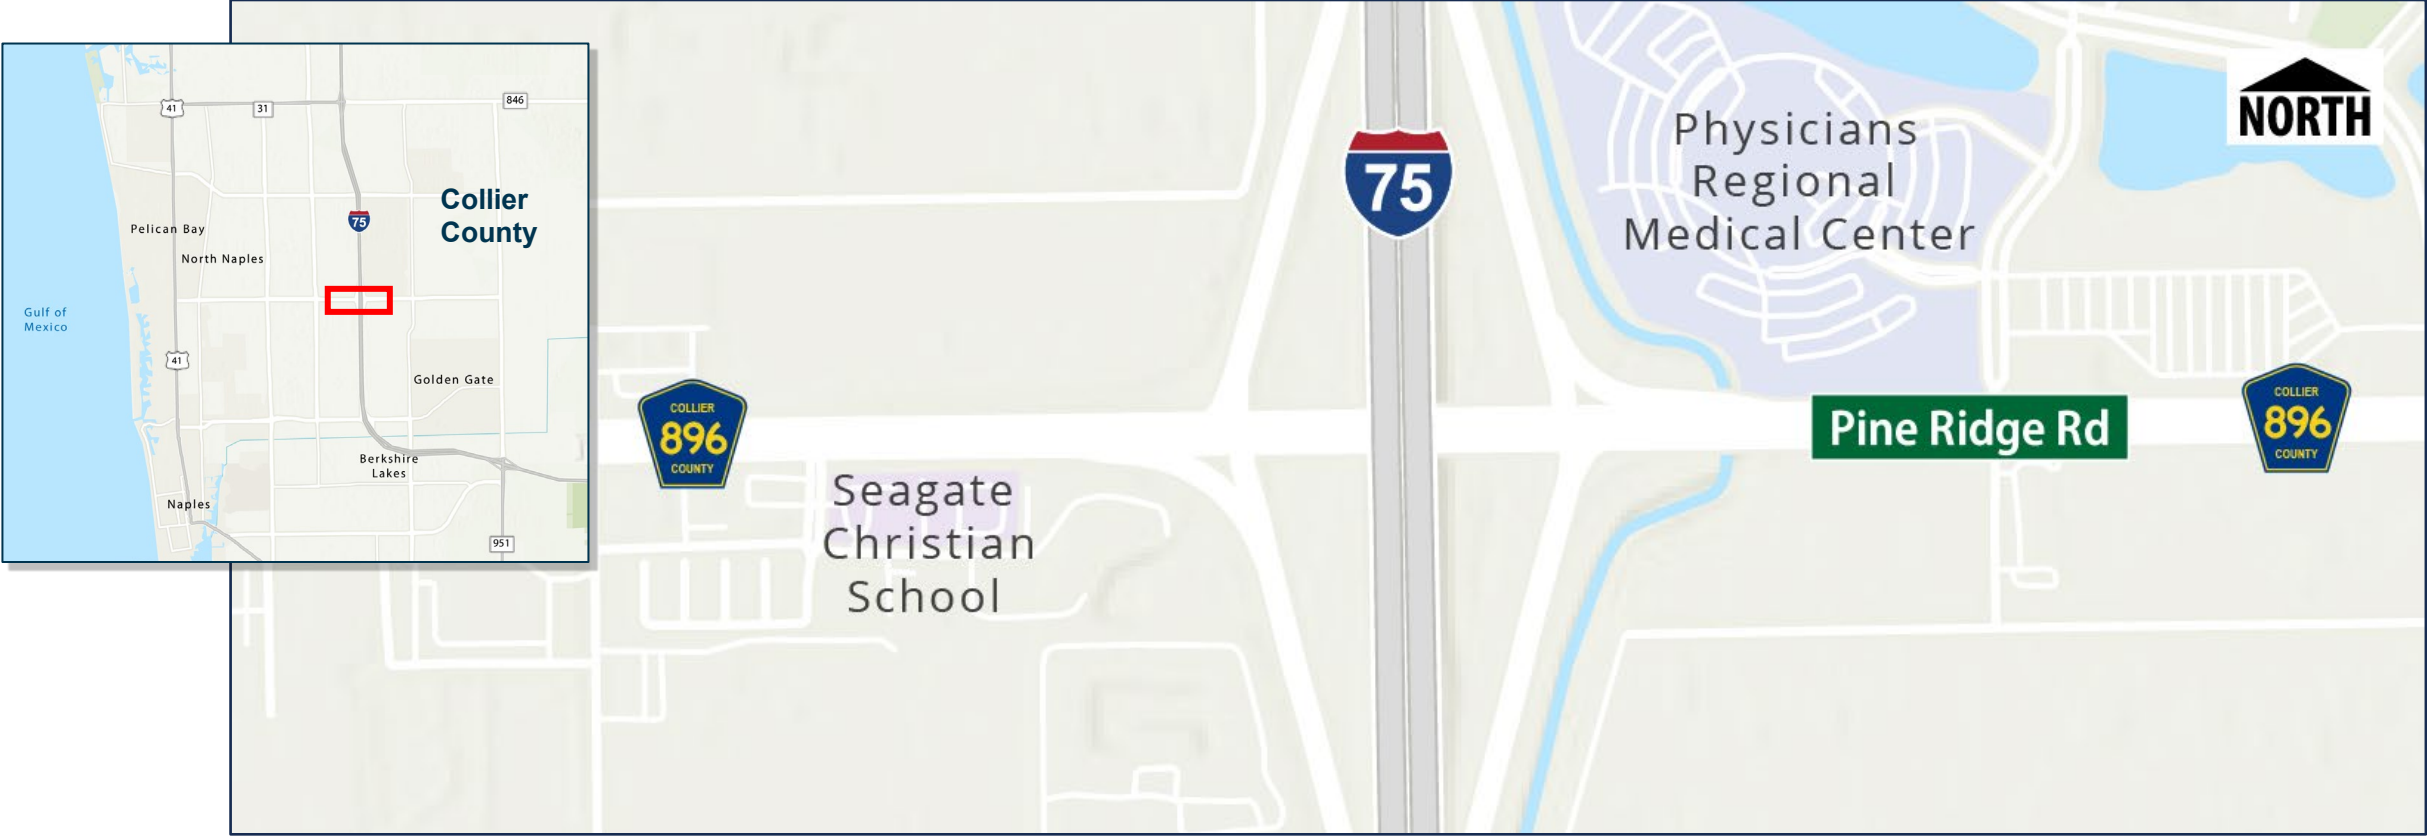 41
31
846
Collier
County
75
Pelican Bay
North Naples
Gulf of
Mexico
41
Golden Gate
Berkshire
Lakes
Naples
951
75
Physicians
Regional
Medical Center
NORTH
COLLIER
896
COUNTY
Pine Ridge Rd
COLLIER
896
COUNTY
Seagate
Christian
School